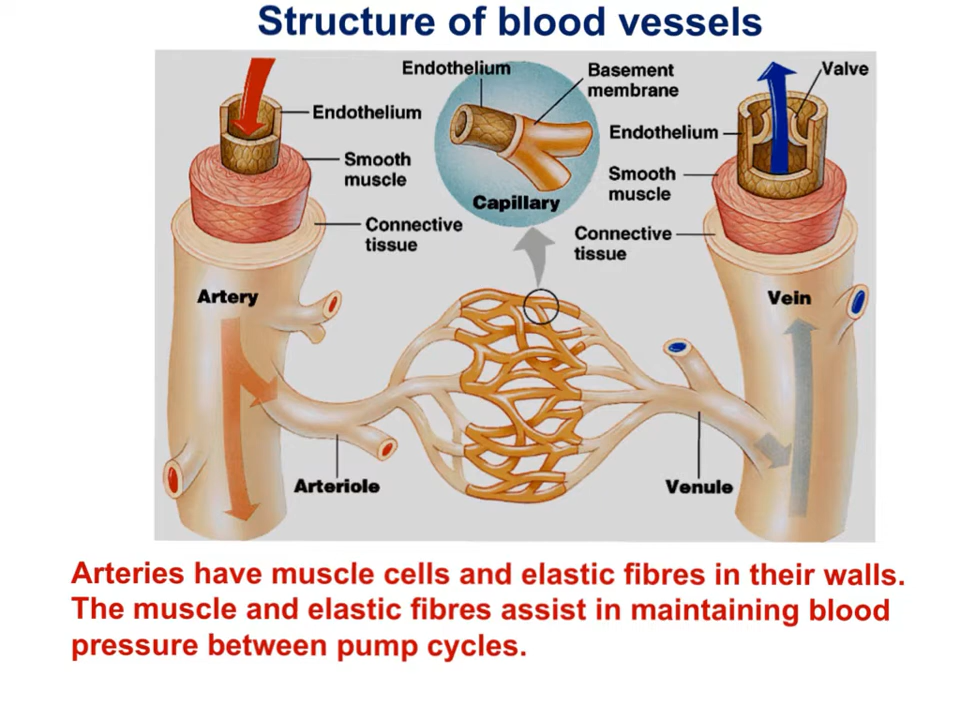 Structure of blood vessels
Endothelium
Basement
membrane
Valve
Endothelium
Endothelium
Smooth
muscle
Smooth
muscle
Capillary
Connective
tissue
Connective
tissue
Artery
Vein
Arteriole
Venule
Arteries have muscle cells and elastic fibres in their walls.
The muscle and elastic fibres assist in maintaining blood
pressure between pump cycles.